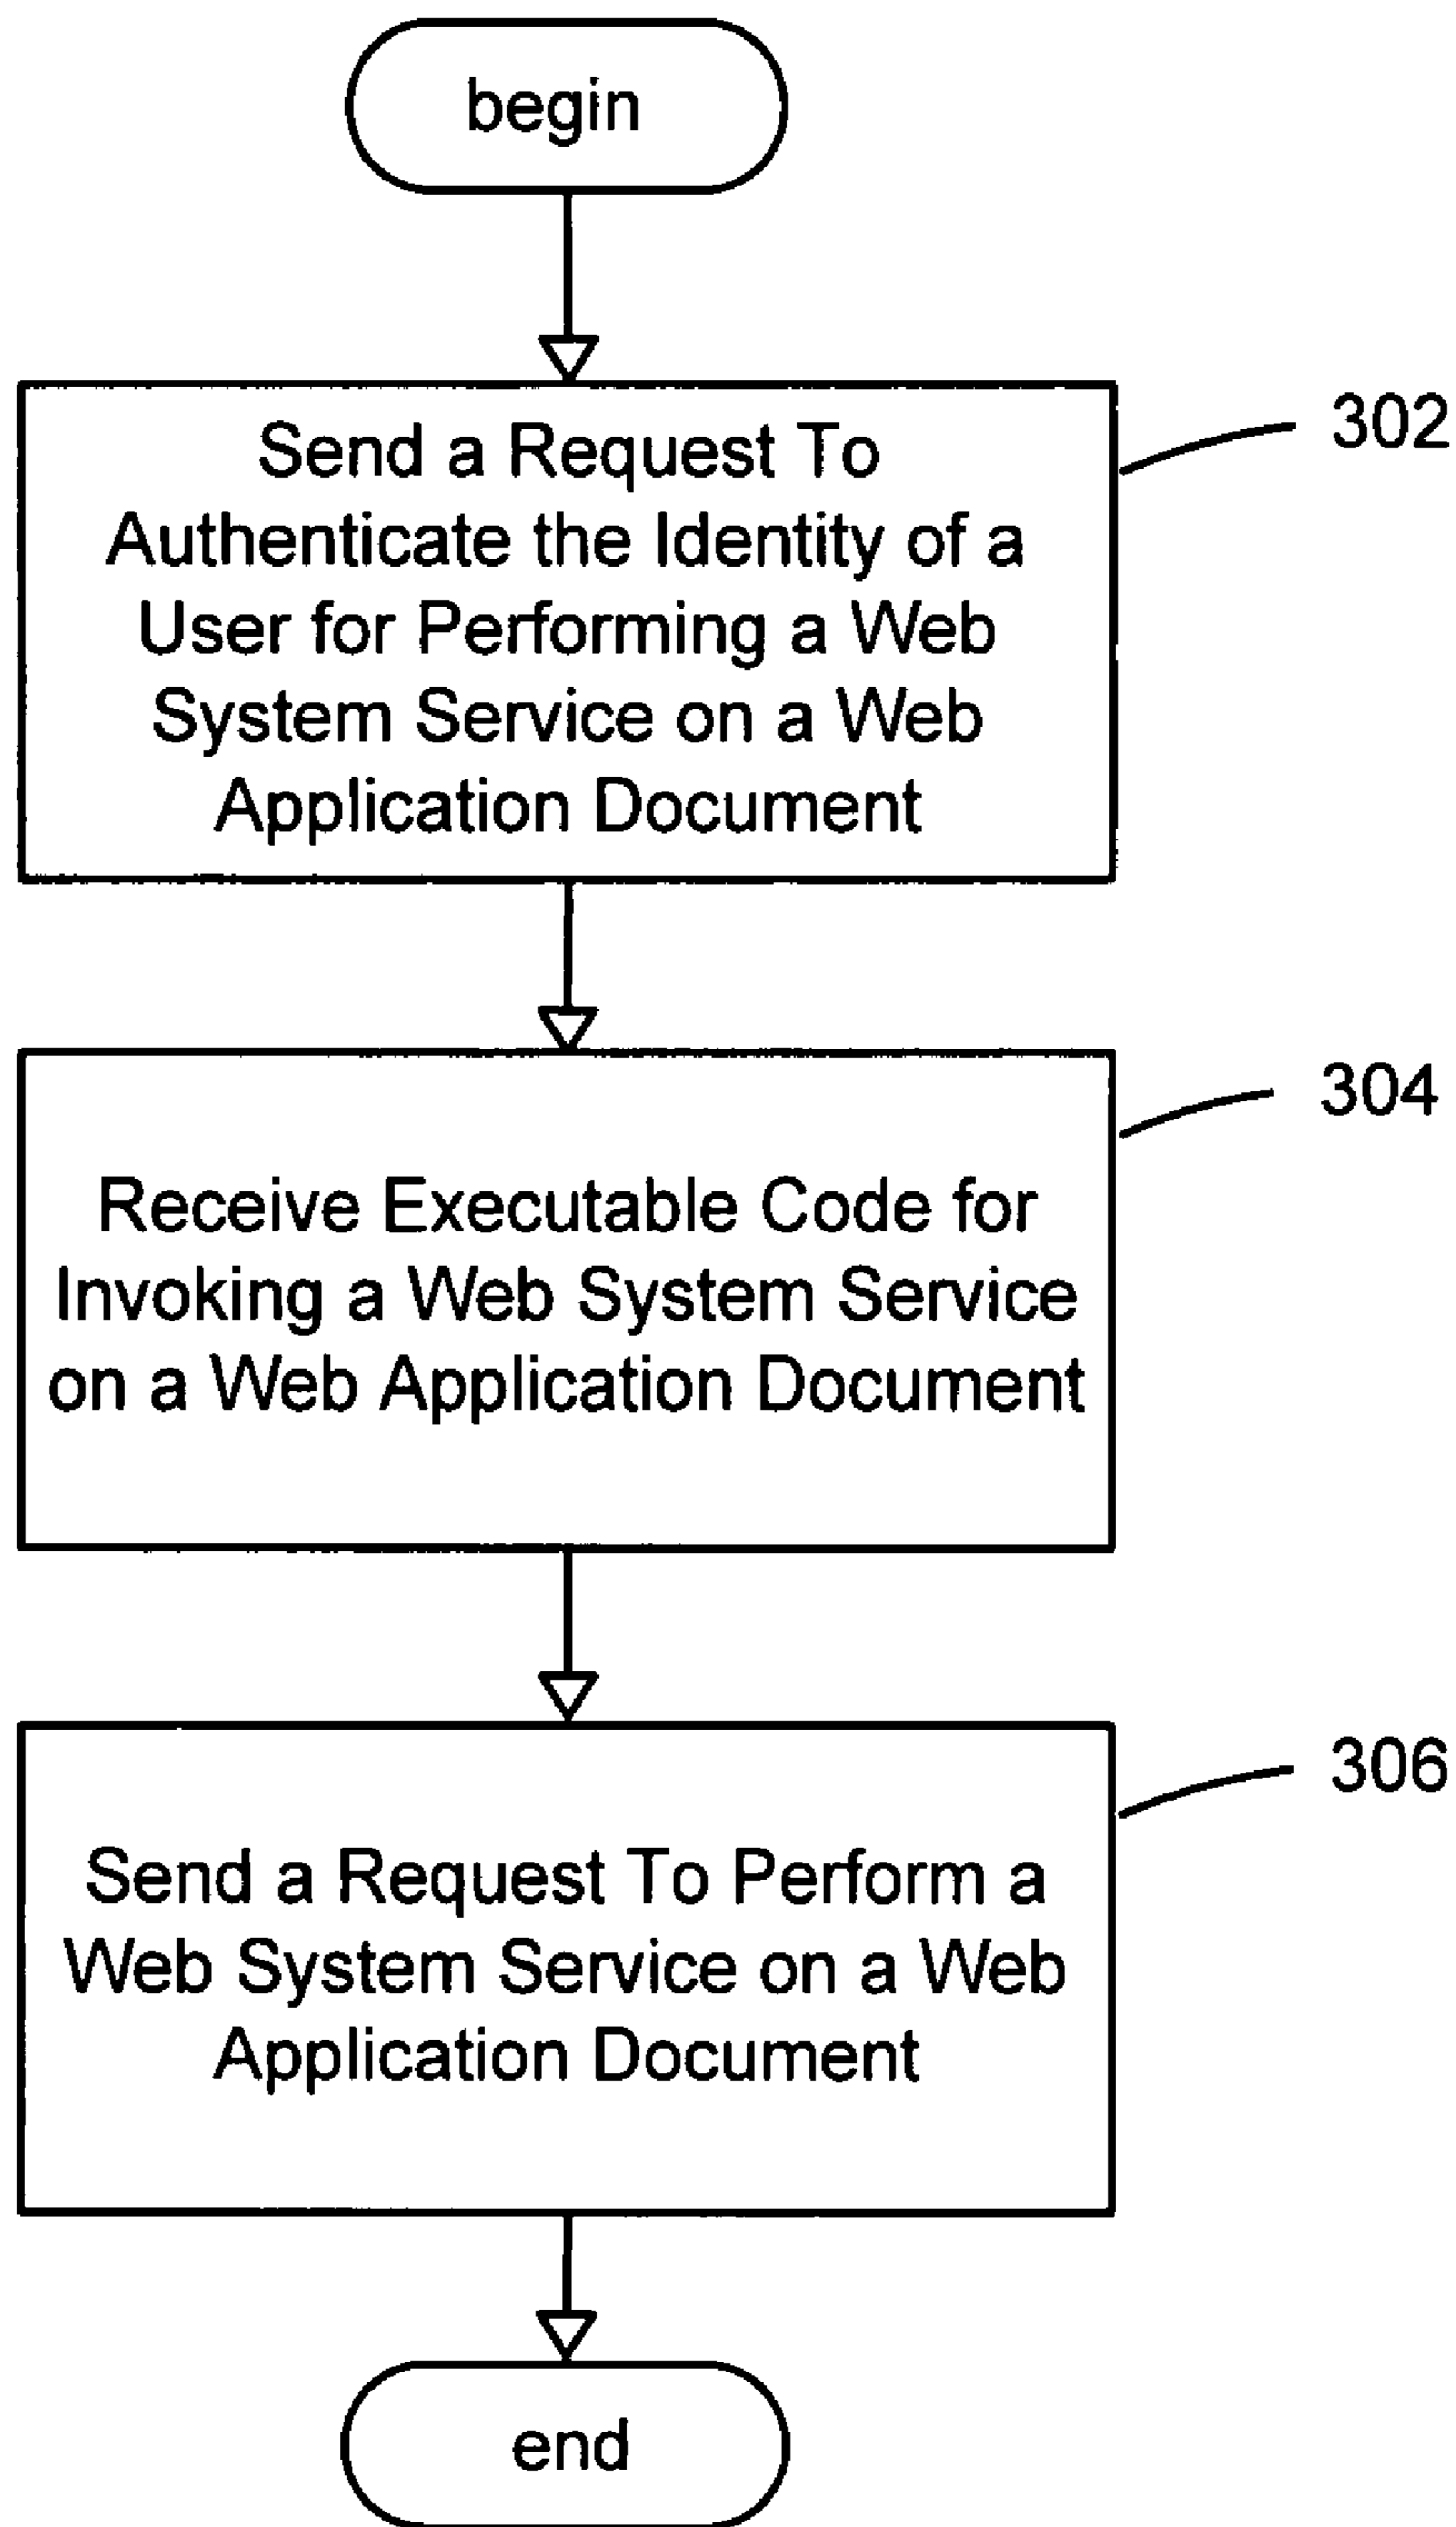 begin
Send a Request To
302
Authenticate the Identity of a
User for Performing a Web
System Service on a Web
Application Document
304
Receive Executable Code for
Invoking a Web System Service
on a Web Application Document
306
Send a Request To Perform a
Web System Service on a Web
Application Document
end